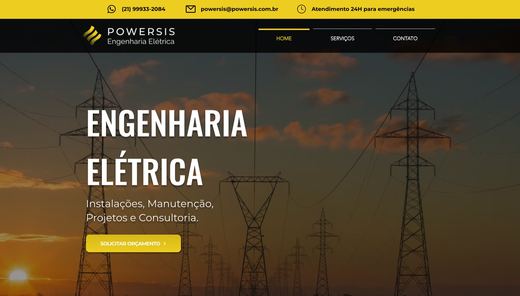 (21) 99933-2084
powersis@powersis.com.br
Atendimento 24H para emergências
POWERSIS
Engenharia Elétrica
HOME
SERVIÇOS
CONTATO
ENGENHARIA
ELÉTRICA
Instalações, Manutenção,
Projetos e Consultoria.
SOLICITAR ORÇAMENTO